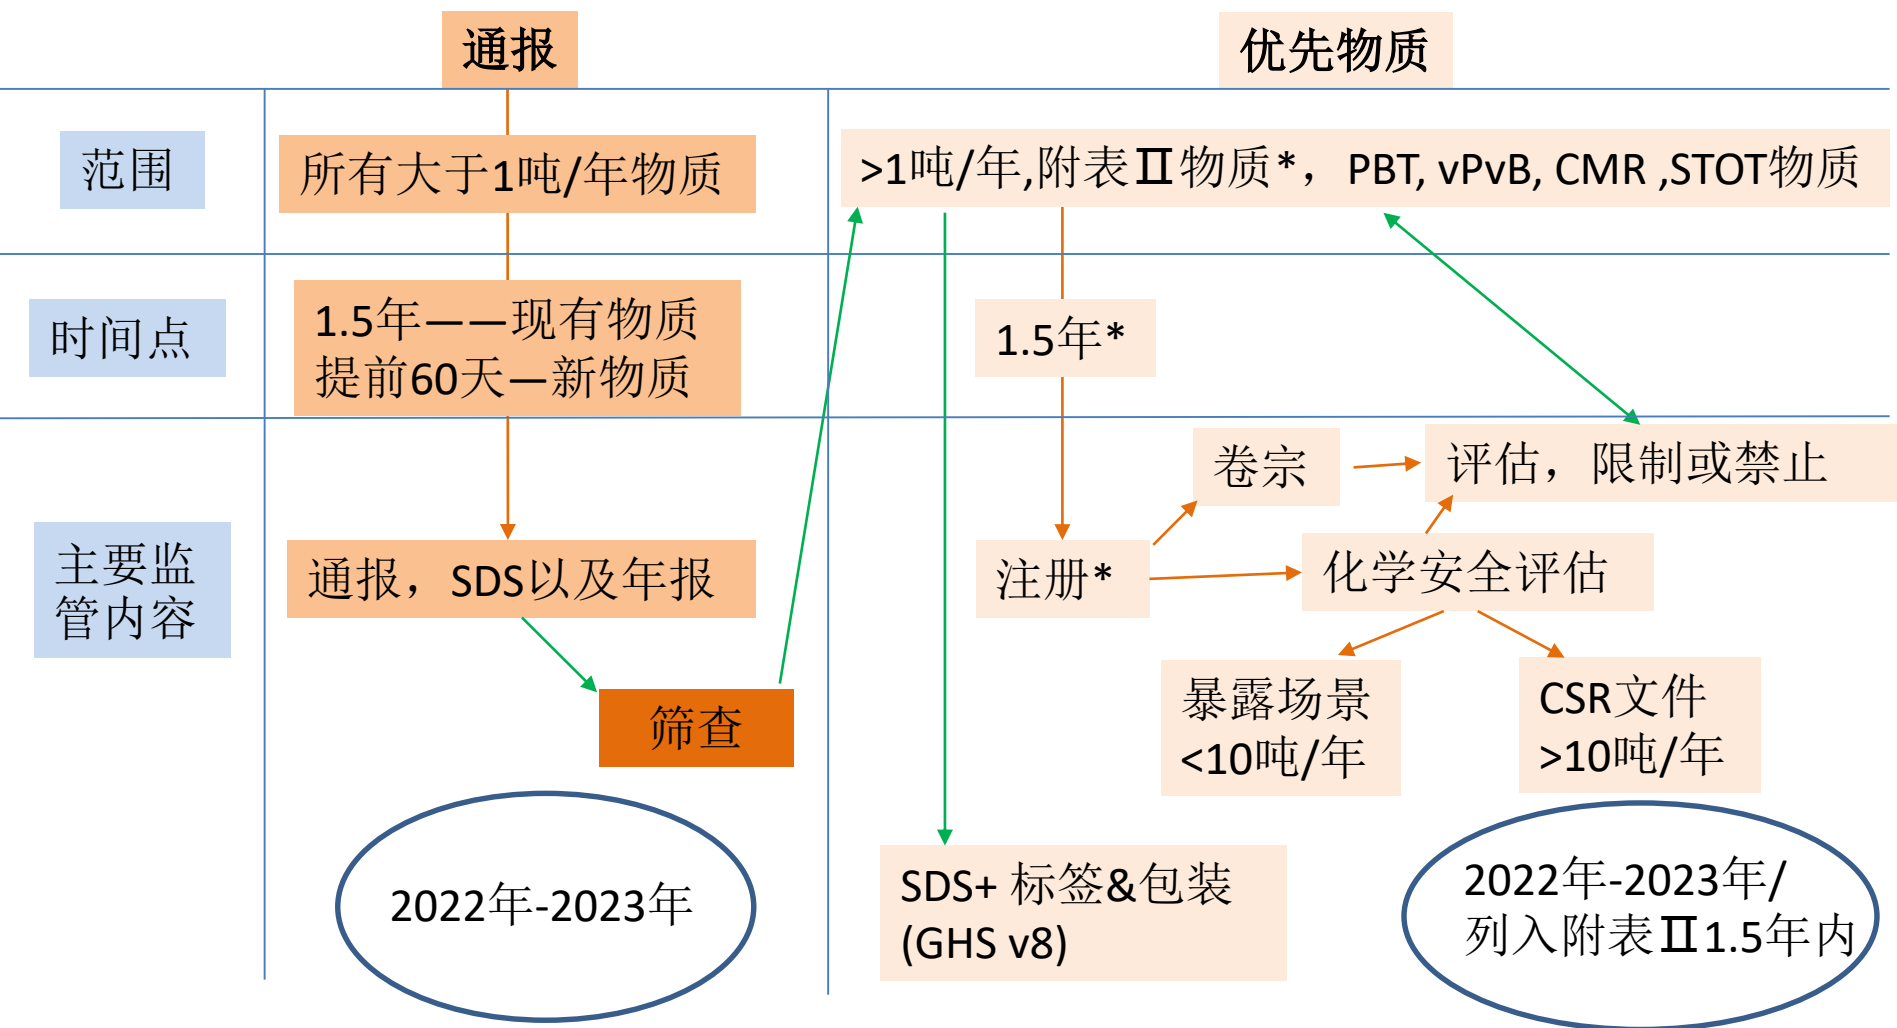 通报
优先物质
范围
所有大于1吨/年物质
>1吨/年,附表Ⅱ物质*，PBT, vPvB, CMR ,STOT物质
时间点
1.5年——现有物质
提前60天—新物质
1.5年*
主要监
管内容
通报，SDS以及年报
筛查
卷宗
评估，限制或禁止
注册*
化学安全评估
暴露场景
<10吨/年
CSR文件
>10吨/年
2022年-2023年
SDS+ 标签&包装
(GHS v8)
2022年-2023年/
列入附表Ⅱ1.5年内